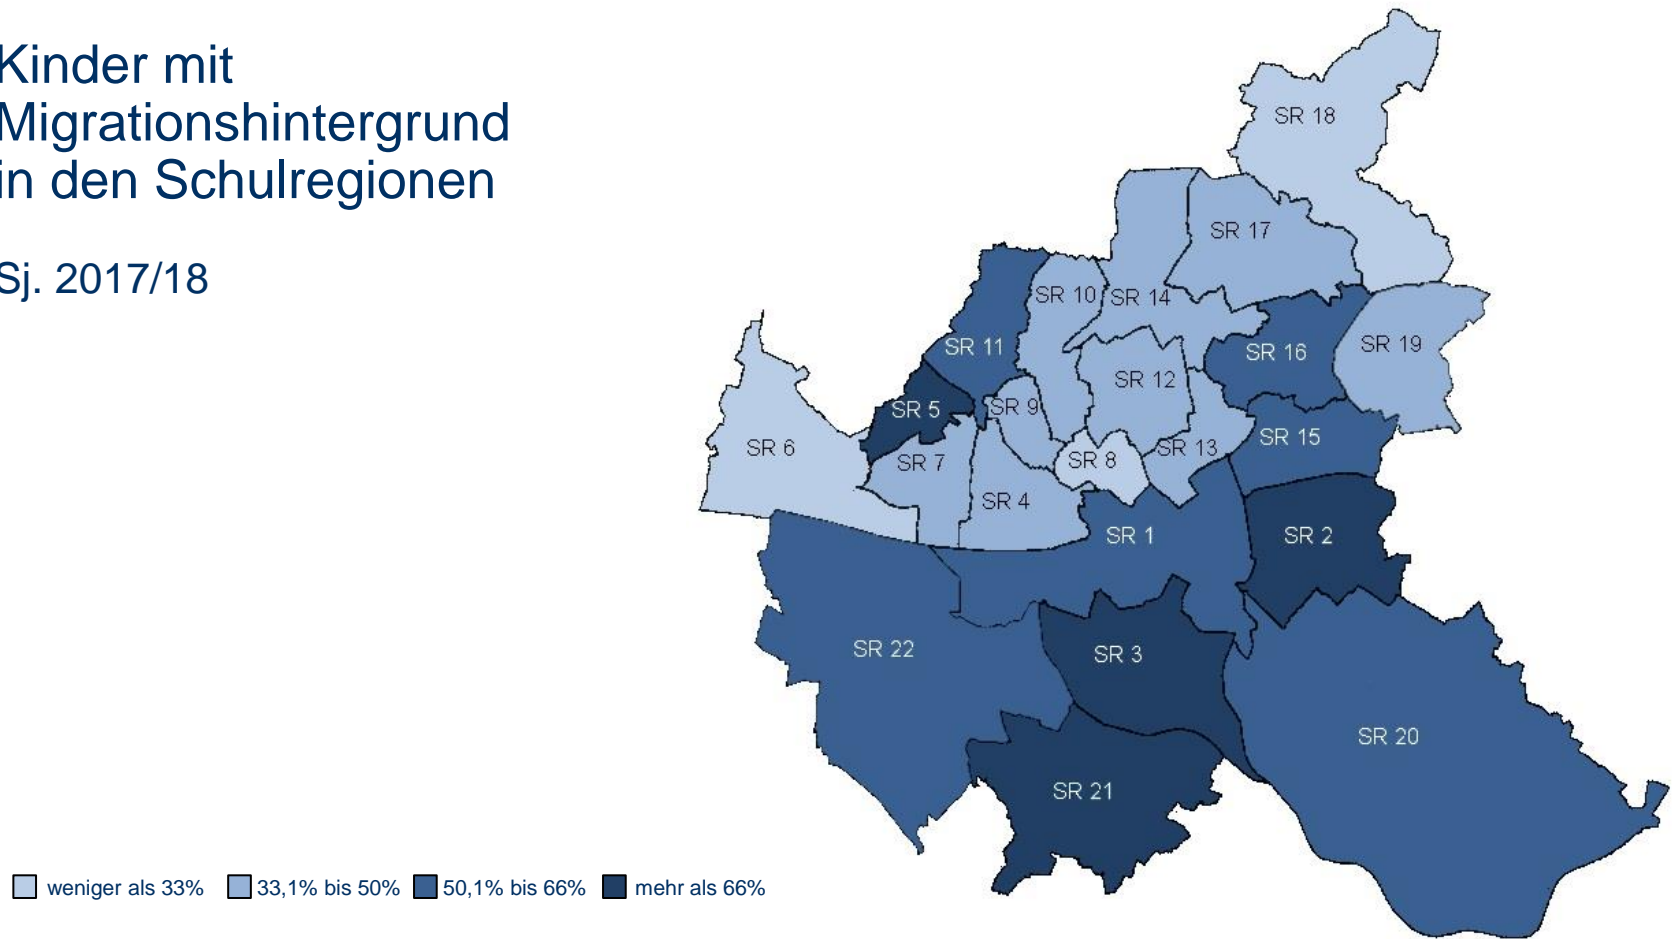 Kinder mit
Migrationshintergrund
in den Schulregionen
Sj. 2017/18
SR 18
SR 17
SR 10
SR 14
SR 11
SR 16
SR 19
SR 12
SR 5
SR 9
SR 15
SR 6
SR 7
SR 8
SR 13
SR 4
SR 1
SR 2
SR 22
SR 3
SR 20
SR 21
weniger als 33%
33,1% bis 50%
50,1% bis 66%
mehr als 66%